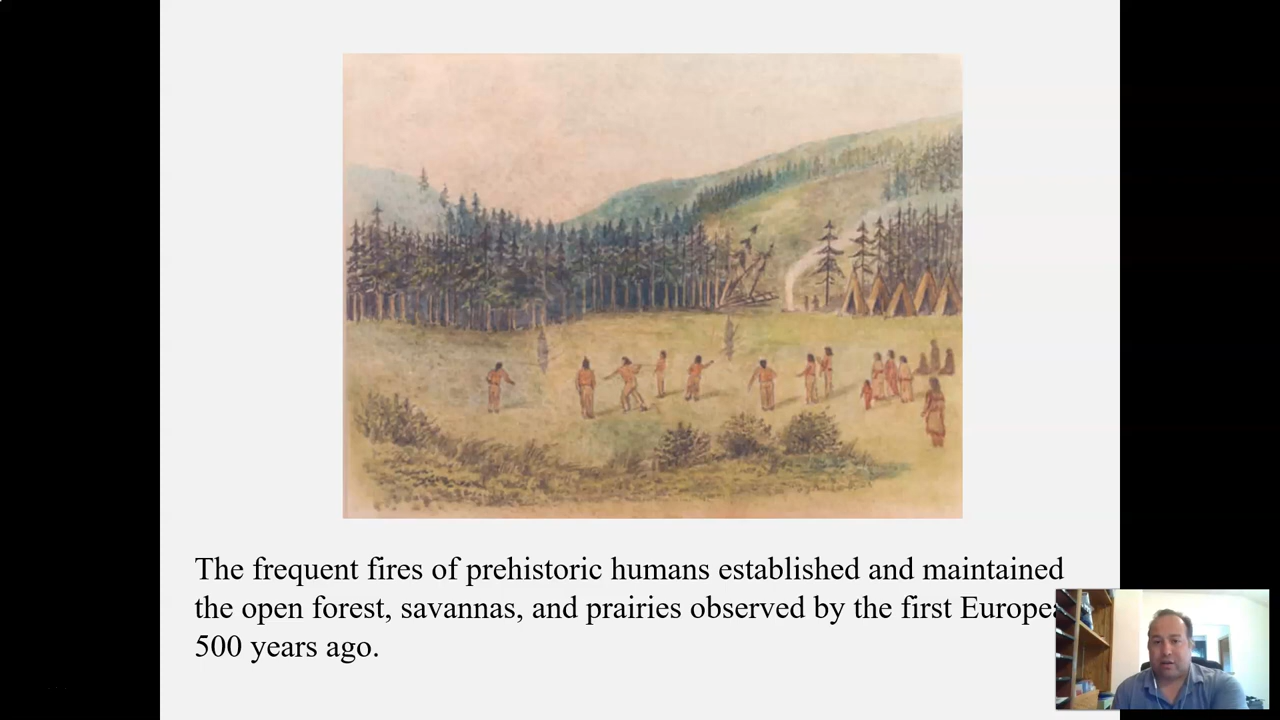 The frequent fires of prehistoric humans established and maintained
the open forest, savannas, and prairies observed by the first
500 years ago.